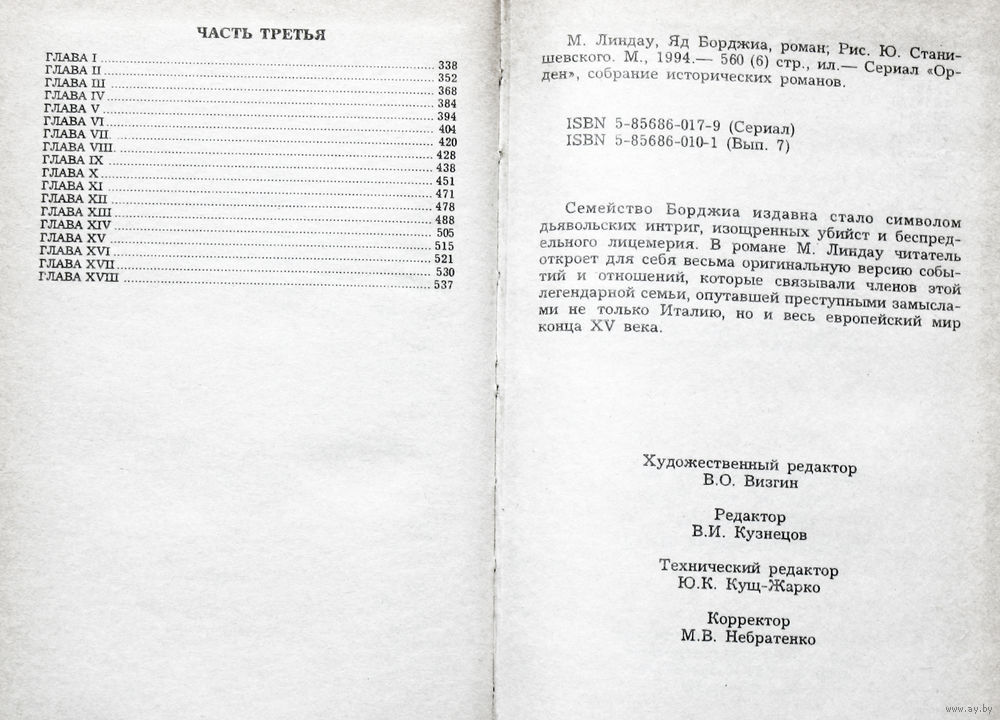 ЧАСТЬ ТРЕТЬЯ
ГЛАВА I 338
ГЛАВА II 352
ГЛАВА III 368
ГЛАВА IV 384
ГЛАВА V 394
ГЛАВА VI 404
ГЛАВА VII 420
ГЛАВА VIII 428
ГЛАВА IX 438
ГЛАВА X 451
ГЛАВА XI 471
ГЛАВА XII 478
ГЛАВА XIII 488
ГЛАВА XIV 505
ГЛАВА XV 515
ГЛАВА XVI 521
ГЛАВА XVII 530
ГЛАВА XVIII 537
М. Линдау, Яд Борджиа, роман; Рис. Ю. Стани-
шевского. М., 1994.— 560 (6) стр., ил.— Сериал «Ор-
ден», собрание исторических романов.
ISBN 5-85686-017-9 (Сериал)
ISBN 5-85686-010-1 (Вып. 7)
Семейство Борджиа издавна стало символом
дьявольских интриг, изощренных убийст и беспред-
дельного лицемерия. В романе М. Линдау читатель
откроет для себя весьма оригинальную версию собы-
тий и отношений, которые связывали членов этой
легендарной семьи, опутавшей преступными замысла-
ми не только Италию, но и весь европейский мир
конца XV века.
Художественный редактор
В.О. Визгин
Редактор
В.И. Кузнецов
Технический редактор
Ю.К. Кущ-Жарко
Корректор
М.В. Небратенко
www.ay.by